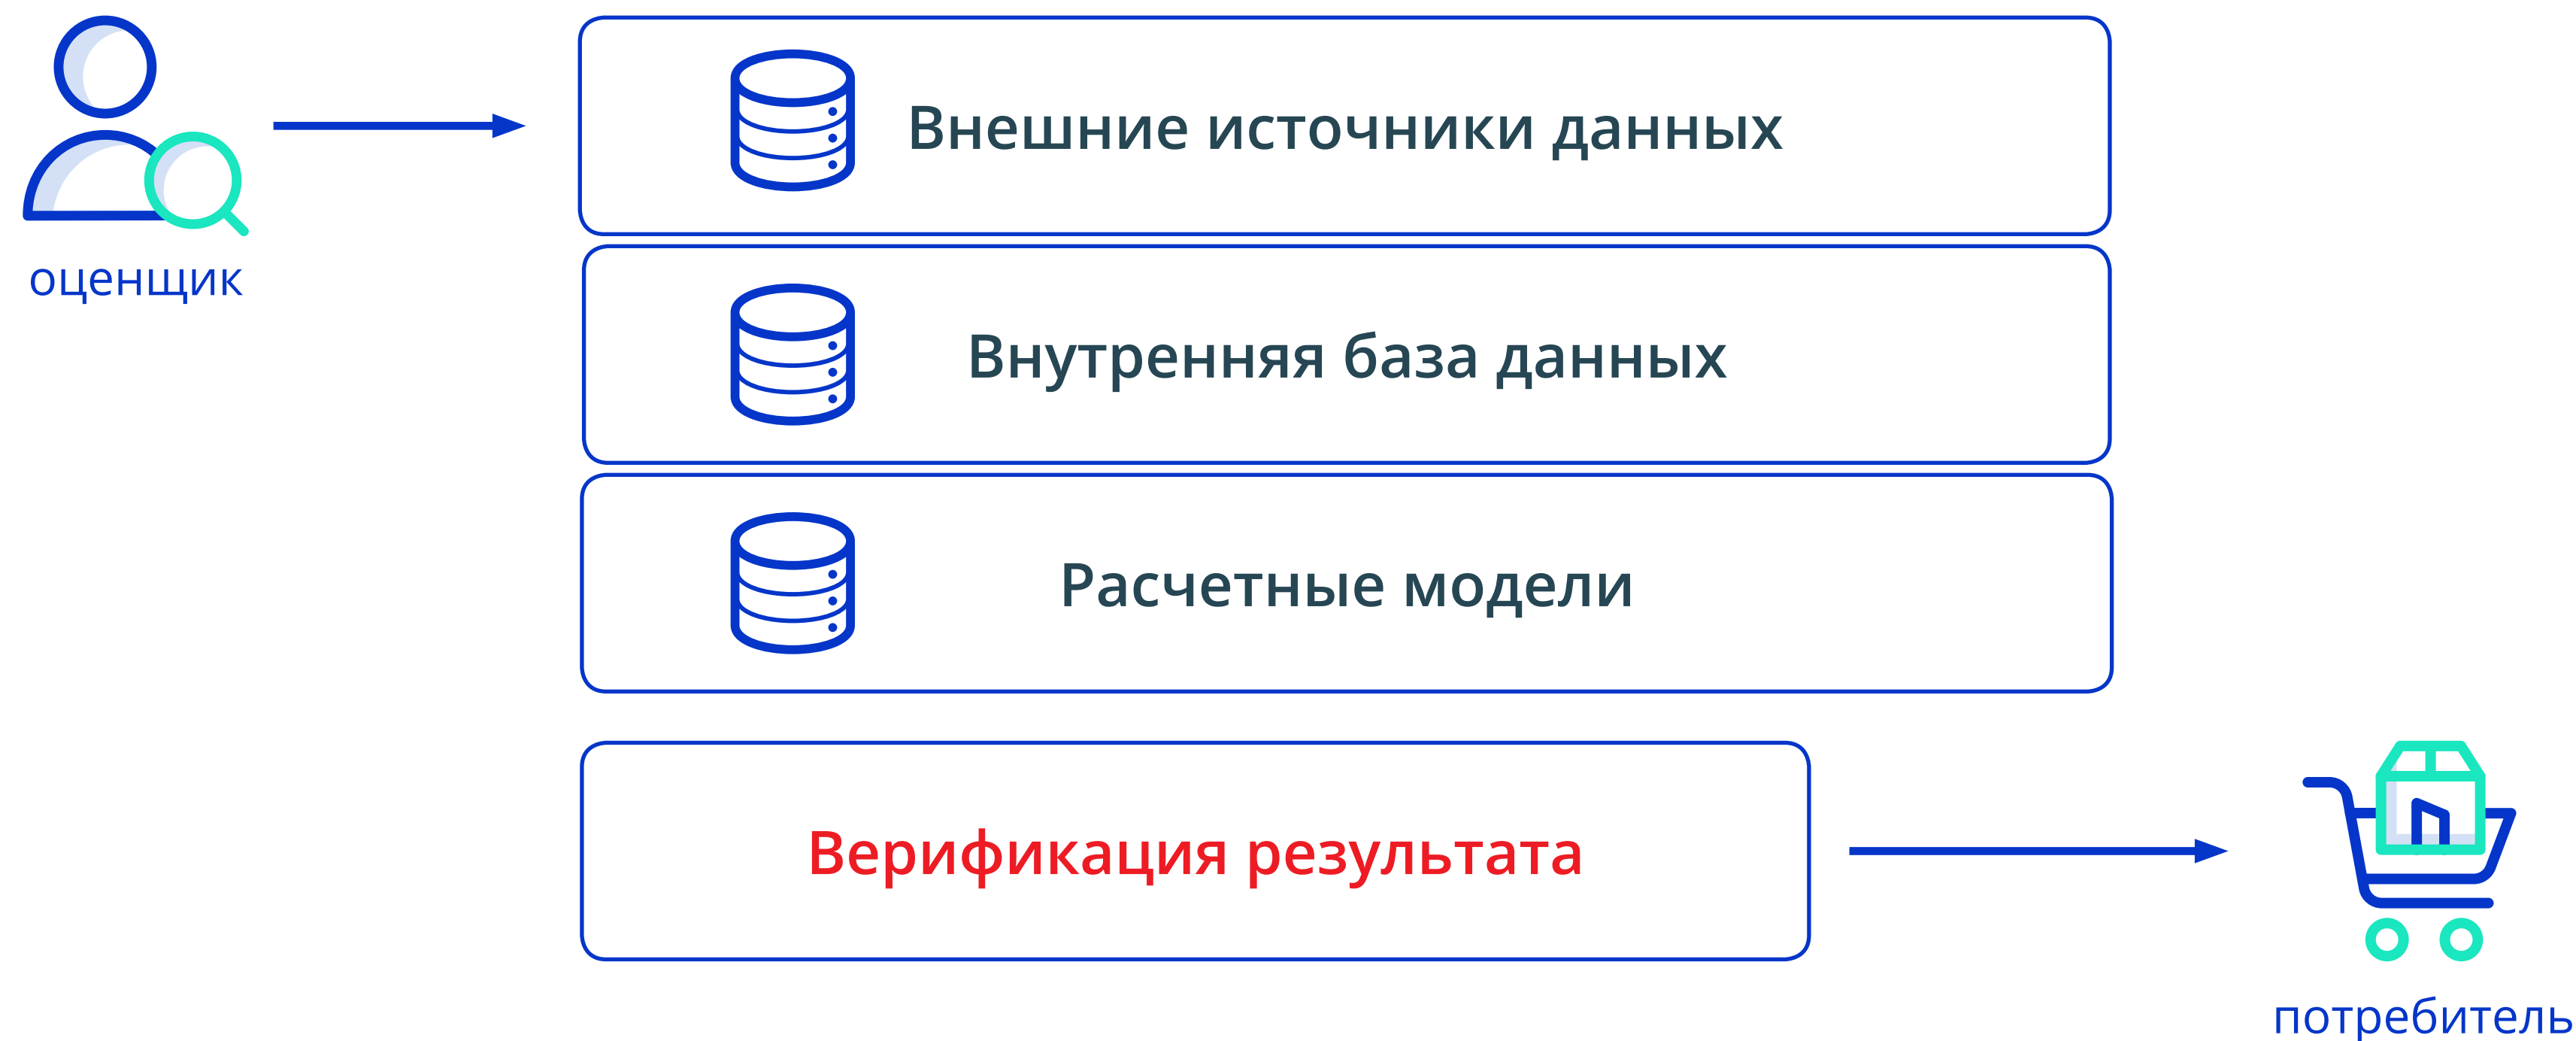 Внешние источники данных
оценщик
Внутренняя база данных
Расчетные модели
Верификация результата
потребитель